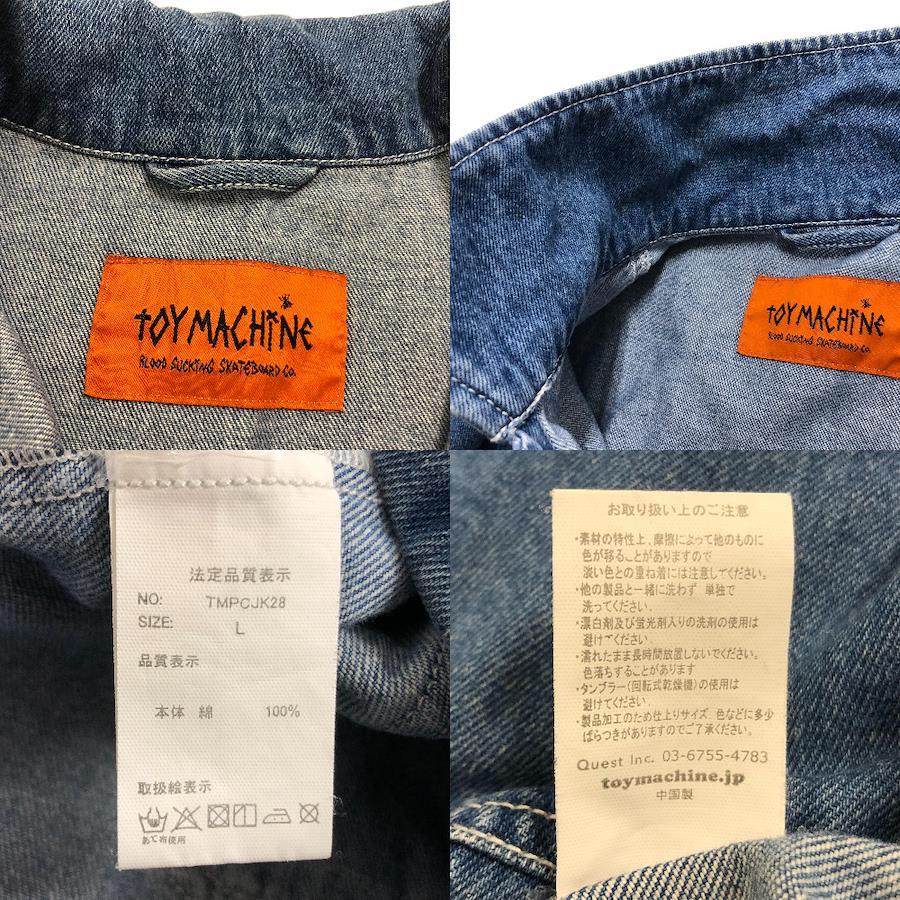 tOYMACHiNE
BLOOD SUCKING SKATEBOARD CO.
tOYMACHiNE
BLOOD SUCKING SKATEBOARD CO.
法定品質表示
NO: TMPCJK28
SIZE: L
品質表示
本体 綿 100%
取扱絵表示
あて布使用
お取り扱い上のご注意
・素材の特性上、摩擦によって他のものに
色が移ることがありますので
淡い色との重ね着には注意してください。
・他の製品と一緒に洗わず 単独で
洗ってください.
・漂白剤及び蛍光剤入りの洗剤の使用は
避けてください.
・濡れたまま長時間放置しないでください。
色落ちすることがあります
・タンブラー(回転式乾燥機)の使用は
避けてください.
・製品加工のため仕上りサイズ、色などに多少
ばらつきがありますのでご了承ください。
Quest Inc. 03-6755-4783
toymachine.jp
中国製